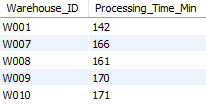 Warehouse_ID Processing_Time_Min
W001 142
W007 166
W008 161
W009 170
W010 171